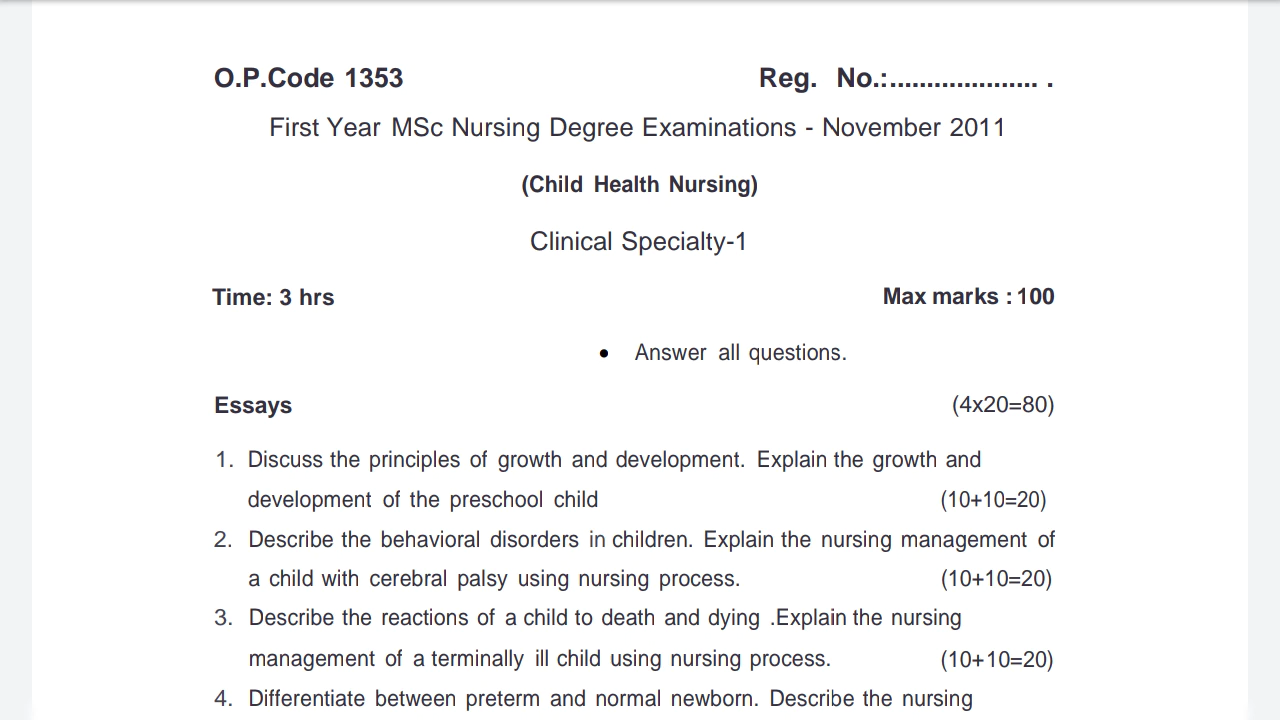 O.P.Code 1353 Reg. No.:.................... .
First Year MSc Nursing Degree Examinations - November 2011
(Child Health Nursing)
Clinical Specialty-1
Time: 3 hrs Max marks : 100
• Answer all questions.
Essays (4x20=80)
1. Discuss the principles of growth and development. Explain the growth and
development of the preschool child (10+10=20)
2. Describe the behavioral disorders in children. Explain the nursing management of
a child with cerebral palsy using nursing process. (10+10=20)
3. Describe the reactions of a child to death and dying .Explain the nursing
management of a terminally ill child using nursing process. (10+10=20)
4. Differentiate between preterm and normal newborn. Describe the nursing